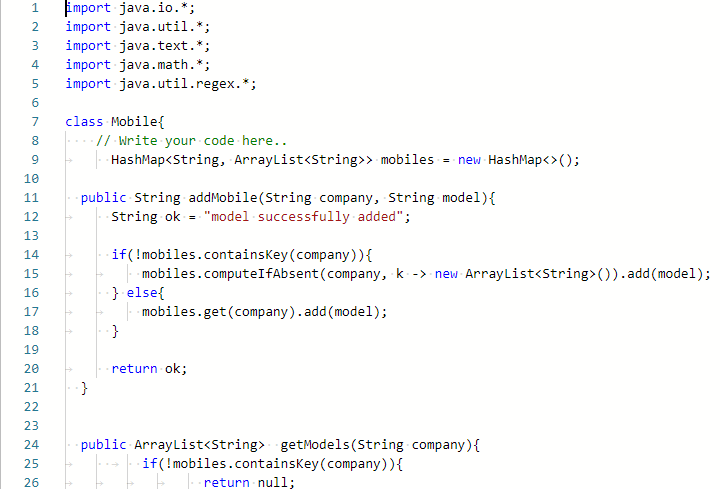 1 import java.io.*;
2 import java.util.*;
3 import java.text.*;
4 import java.math.*;
5 import java.util.regex.*;
6
7 class Mobile{
8 // Write your code here..
9 HashMap<String, ArrayList<String>> mobiles = new HashMap<>();
10
11 public String addMobile(String company, String model){
12 String ok = "model successfully added";
13
14 if(!mobiles.containsKey(company)){
15 mobiles.computeIfAbsent(company, k -> new ArrayList<String>()).add(model);
16 } else{
17 mobiles.get(company).add(model);
18 }
19
20 return ok;
21 }
22
23
24 public ArrayList<String> getModels(String company){
25 if(!mobiles.containsKey(company)){
26 return null;